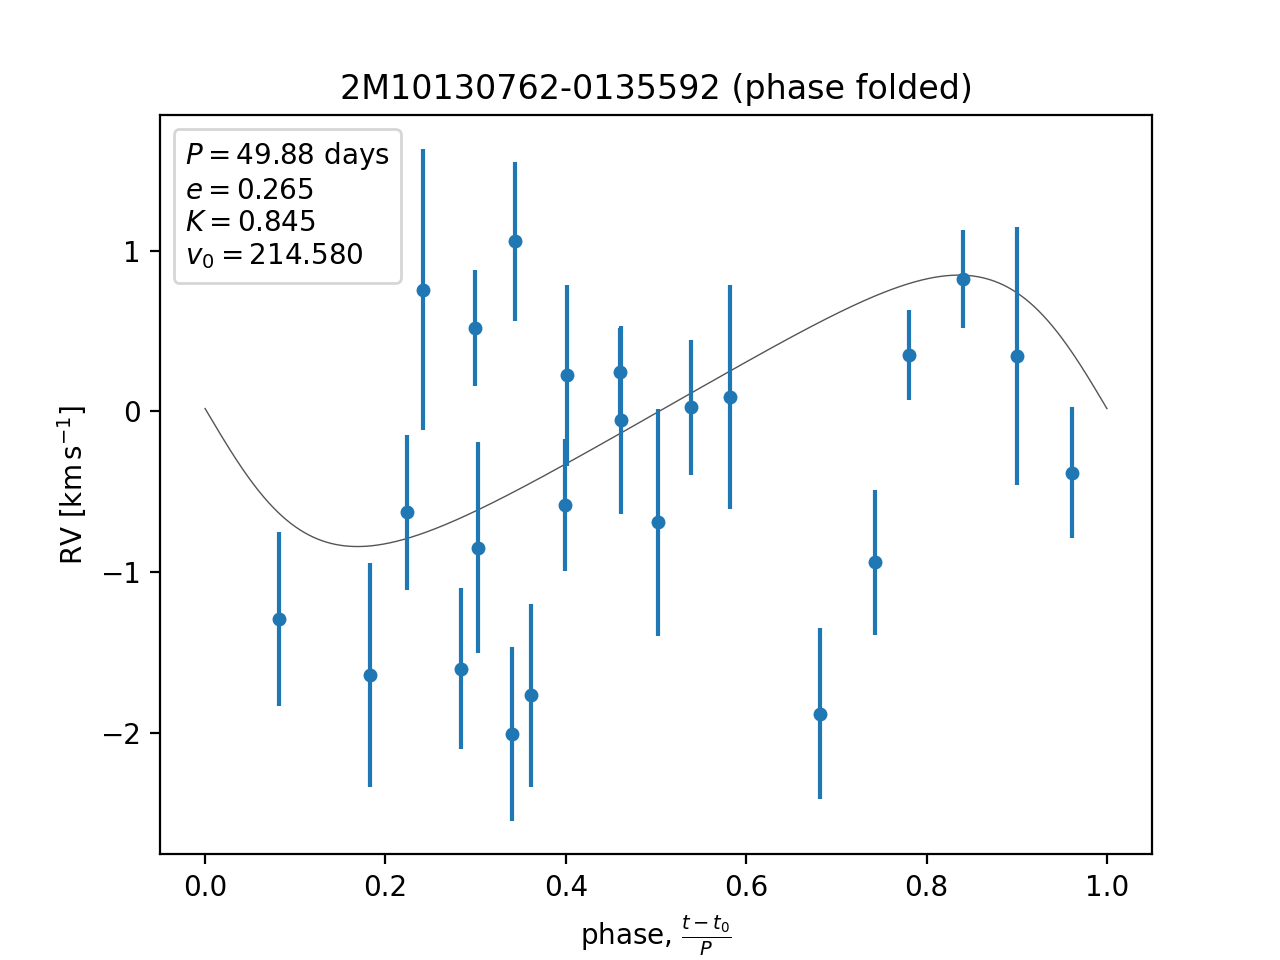 2M10130762-0135592 (phase folded)
P = 49.88 days
e = 0.265
K = 0.845
v₀ = 214.580
1
0
−1
−2
RV [km s⁻¹]
0.0 0.2 0.4 0.6 0.8 1.0
phase, (t − t₀)/P